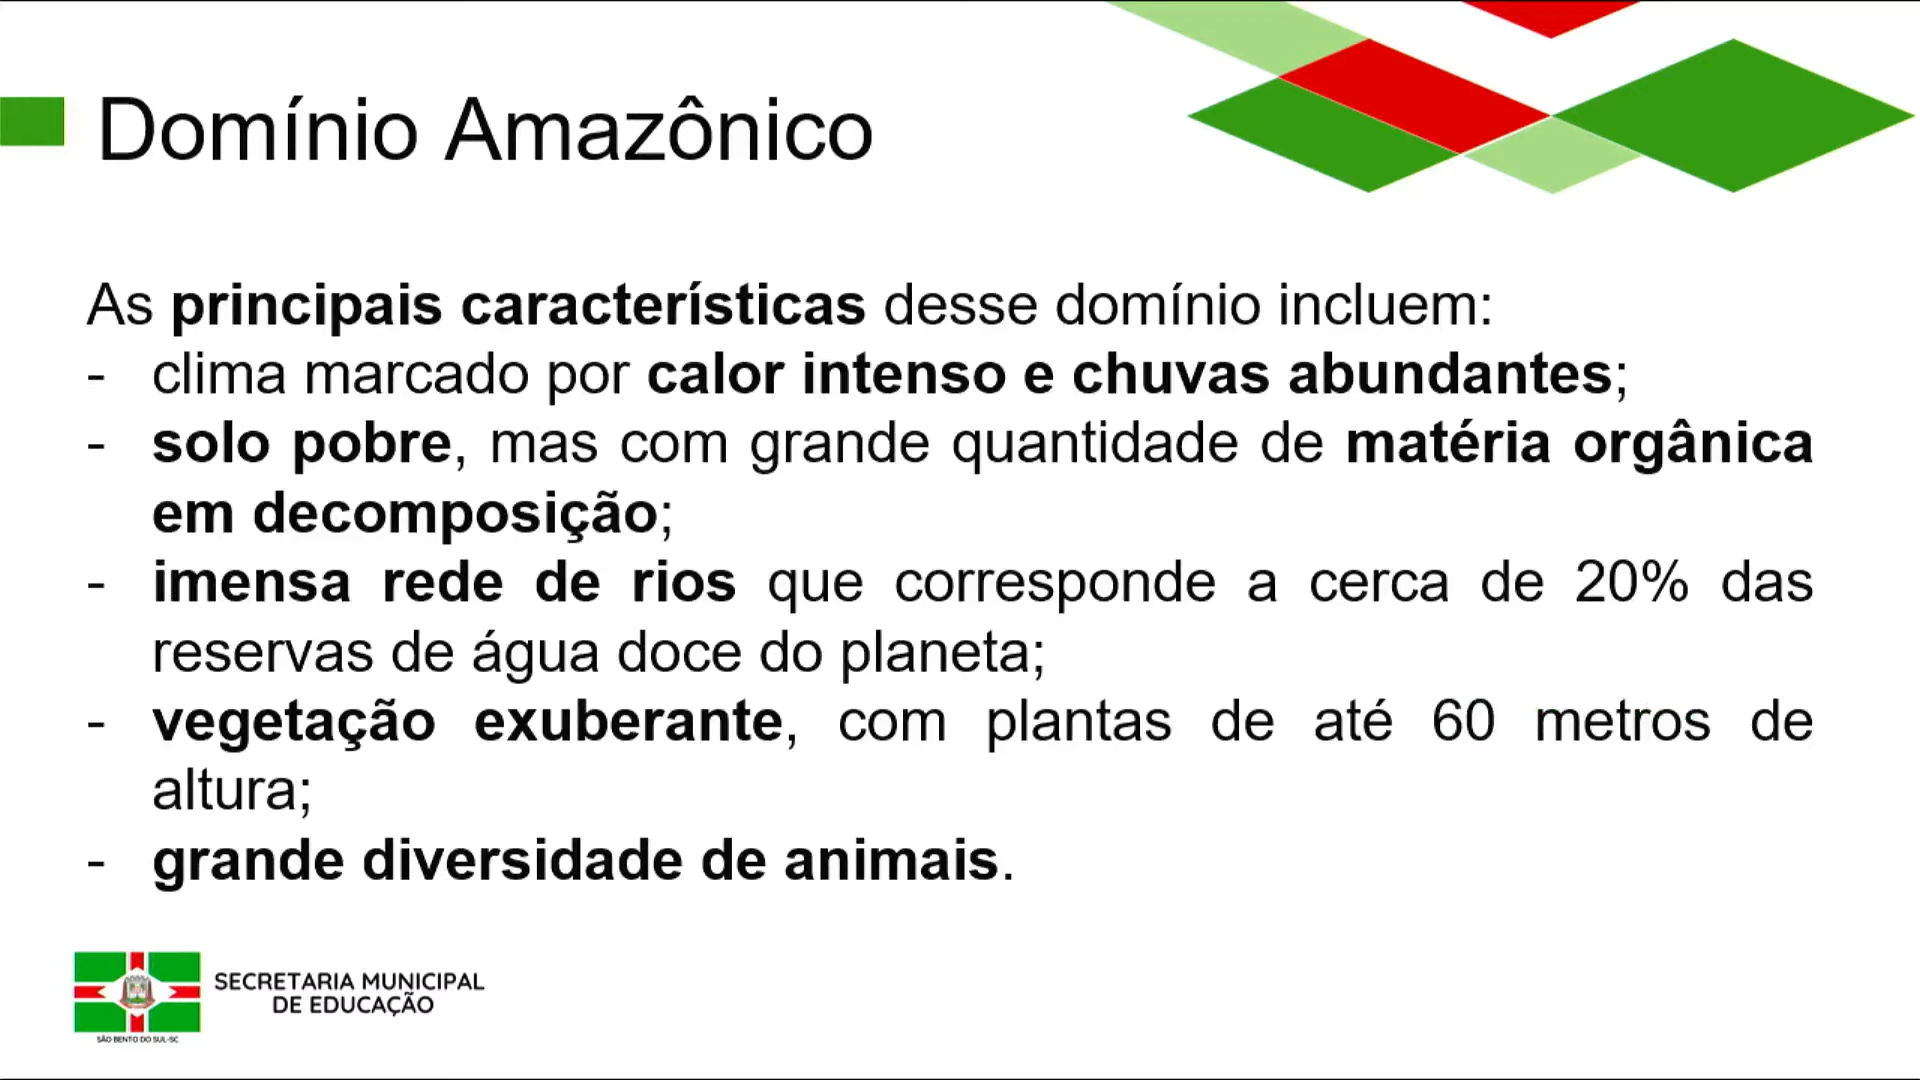 Domínio Amazônico
As principais características desse domínio incluem:
- clima marcado por calor intenso e chuvas abundantes;
- solo pobre, mas com grande quantidade de matéria orgânica
em decomposição;
- imensa rede de rios que corresponde a cerca de 20% das
reservas de água doce do planeta;
- vegetação exuberante, com plantas de até 60 metros de
altura;
- grande diversidade de animais.
SECRETARIA MUNICIPAL
DE EDUCAÇÃO
SÃO BENTO DO SUL-SC